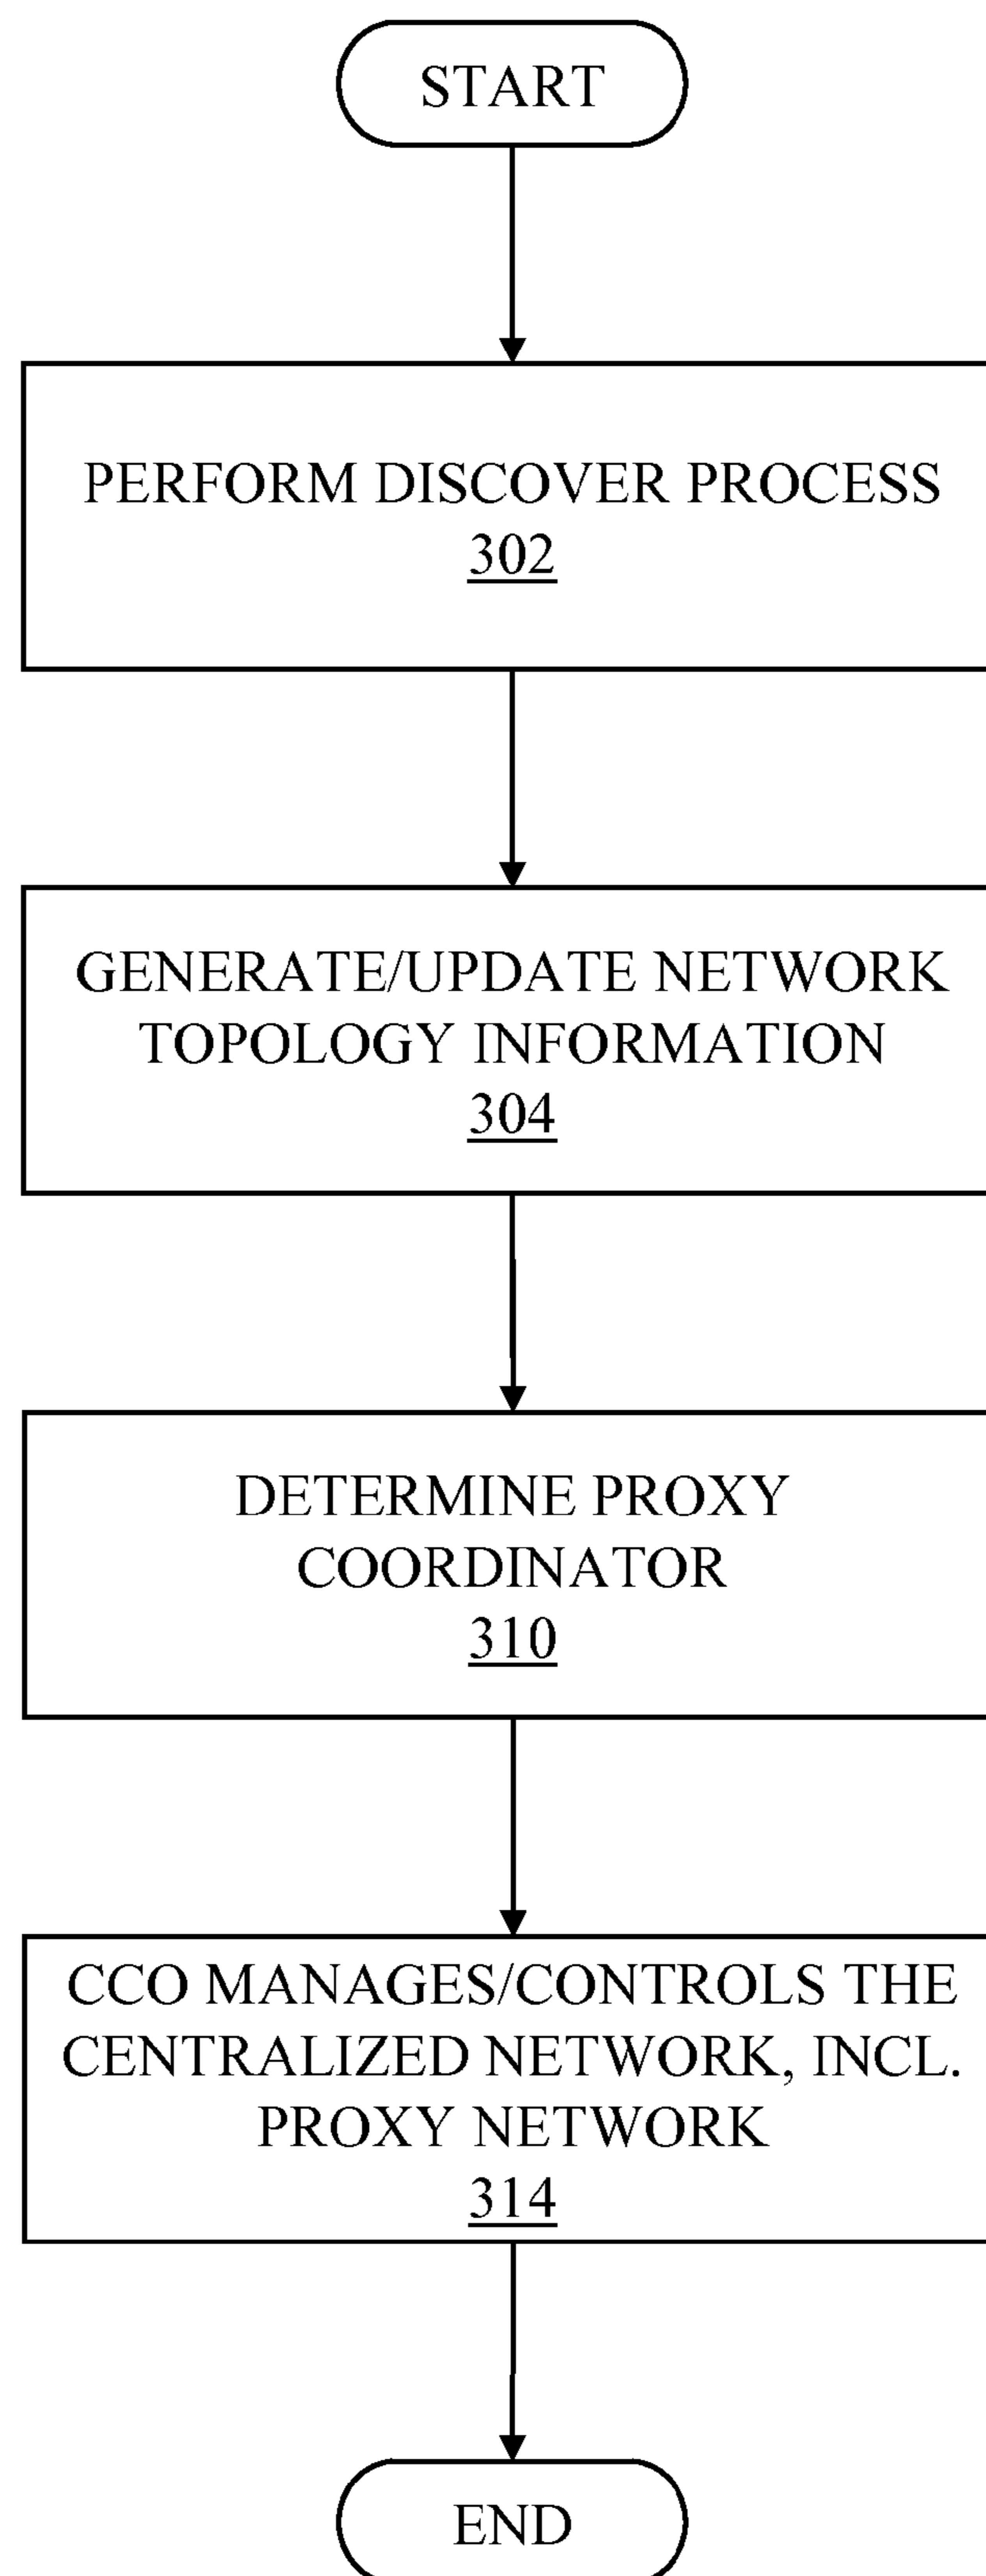 START
PERFORM DISCOVER PROCESS
302
GENERATE/UPDATE NETWORK
TOPOLOGY INFORMATION
304
DETERMINE PROXY
COORDINATOR
310
CCO MANAGES/CONTROLS THE
CENTRALIZED NETWORK, INCL.
PROXY NETWORK
314
END